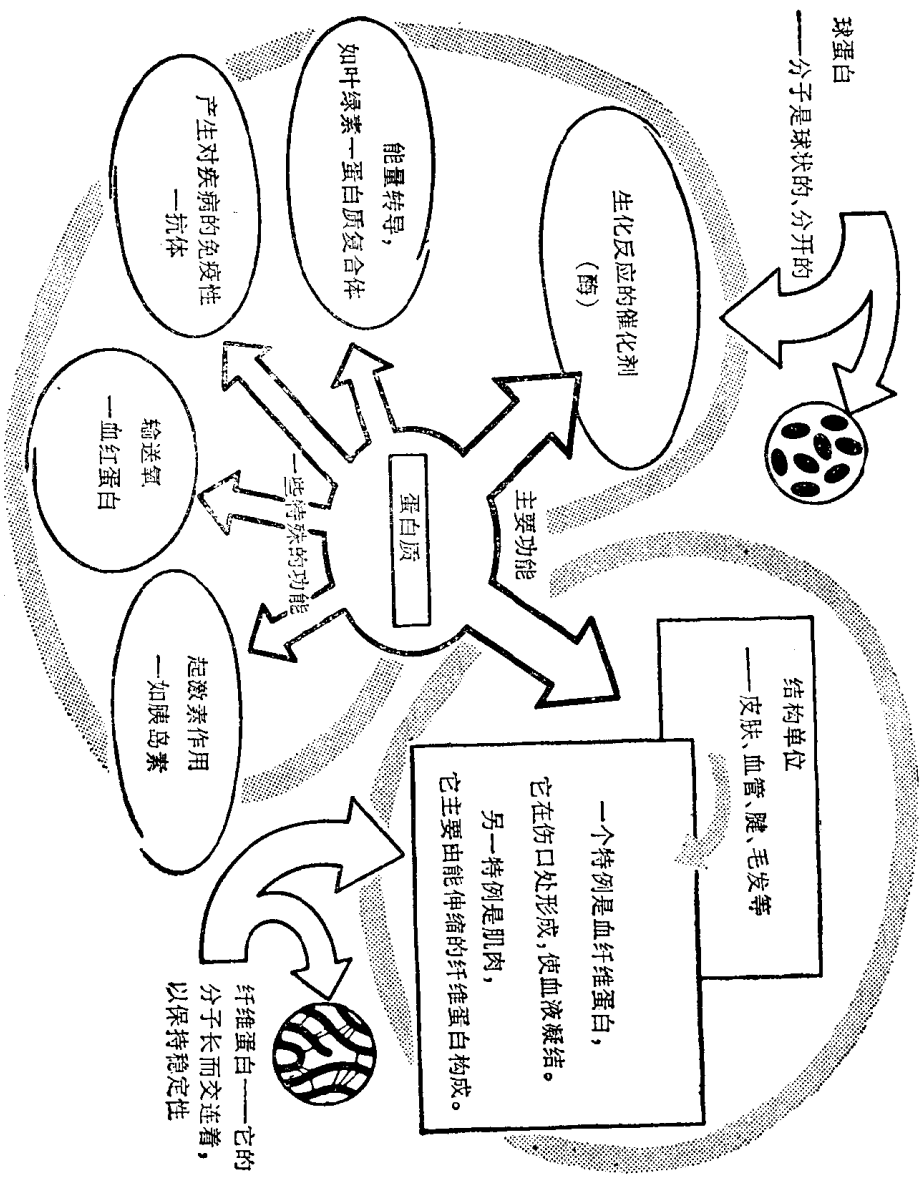 球蛋白
——分子是球状的、分开的
生化反应的催化剂
(酶)
能量转导,
如叶绿素一蛋白质复合体
产生对疾病的免疫性
一抗体
输送氧
一血红蛋白
起激素作用
一如胰岛素
主要功能
蛋白质
一些特殊的功能
结构单位
——皮肤、血管、腱、毛发等
一个特例是血纤维蛋白,
它在伤口处形成,使血液凝结。
另一特例是肌肉,
它主要由能伸缩的纤维蛋白构成。
纤维蛋白——它的
分子长而交连着,
以保持稳定性